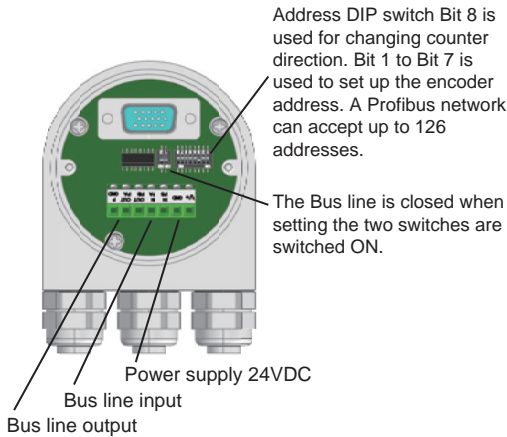 Address DIP switch Bit 8 is
used for changing counter
direction. Bit 1 to Bit 7 is
used to set up the encoder
address. A Profibus network
can accept up to 126
addresses.
The Bus line is closed when
setting the two switches are
switched ON.
Power supply 24VDC
Bus line input
Bus line output